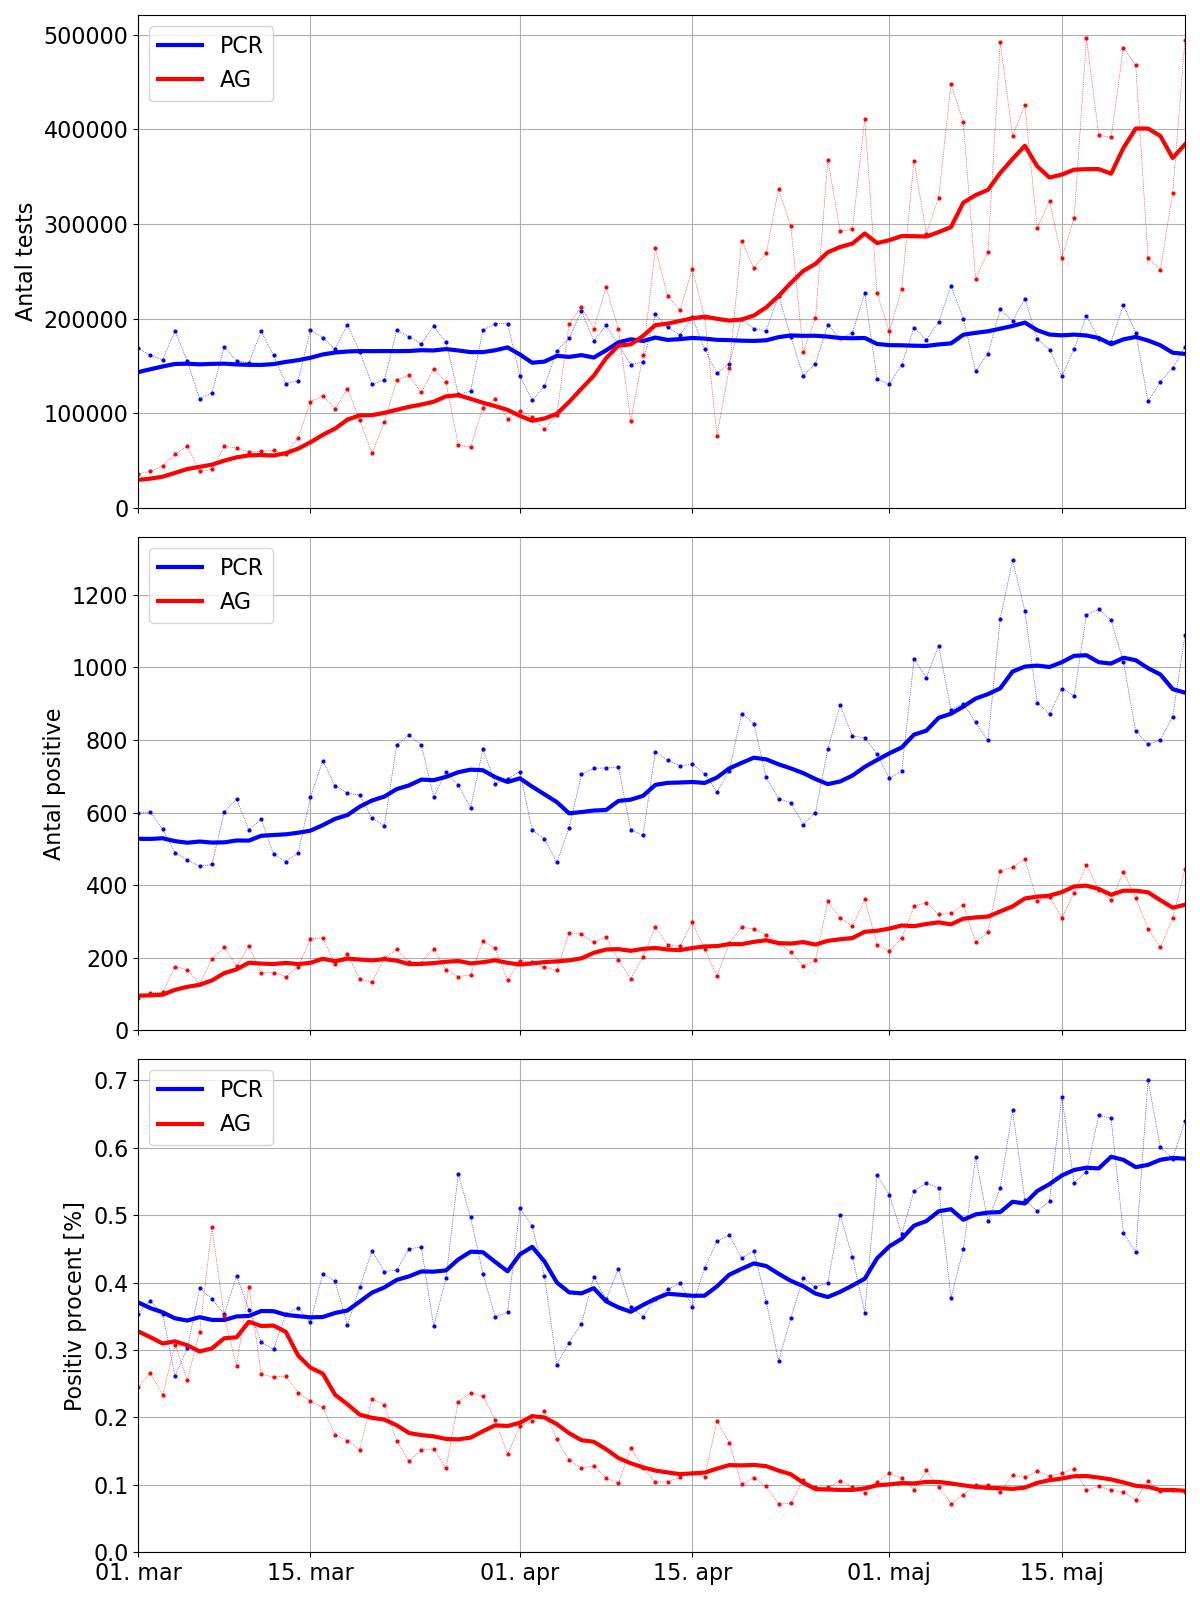 500000
400000
300000
200000
100000
0
Antal tests
PCR
AG
1200
1000
800
600
400
200
0
Antal positive
PCR
AG
0.7
0.6
0.5
0.4
0.3
0.2
0.1
0.0
Positiv procent [%]
PCR
AG
01. mar 15. mar 01. apr 15. apr 01. maj 15. maj